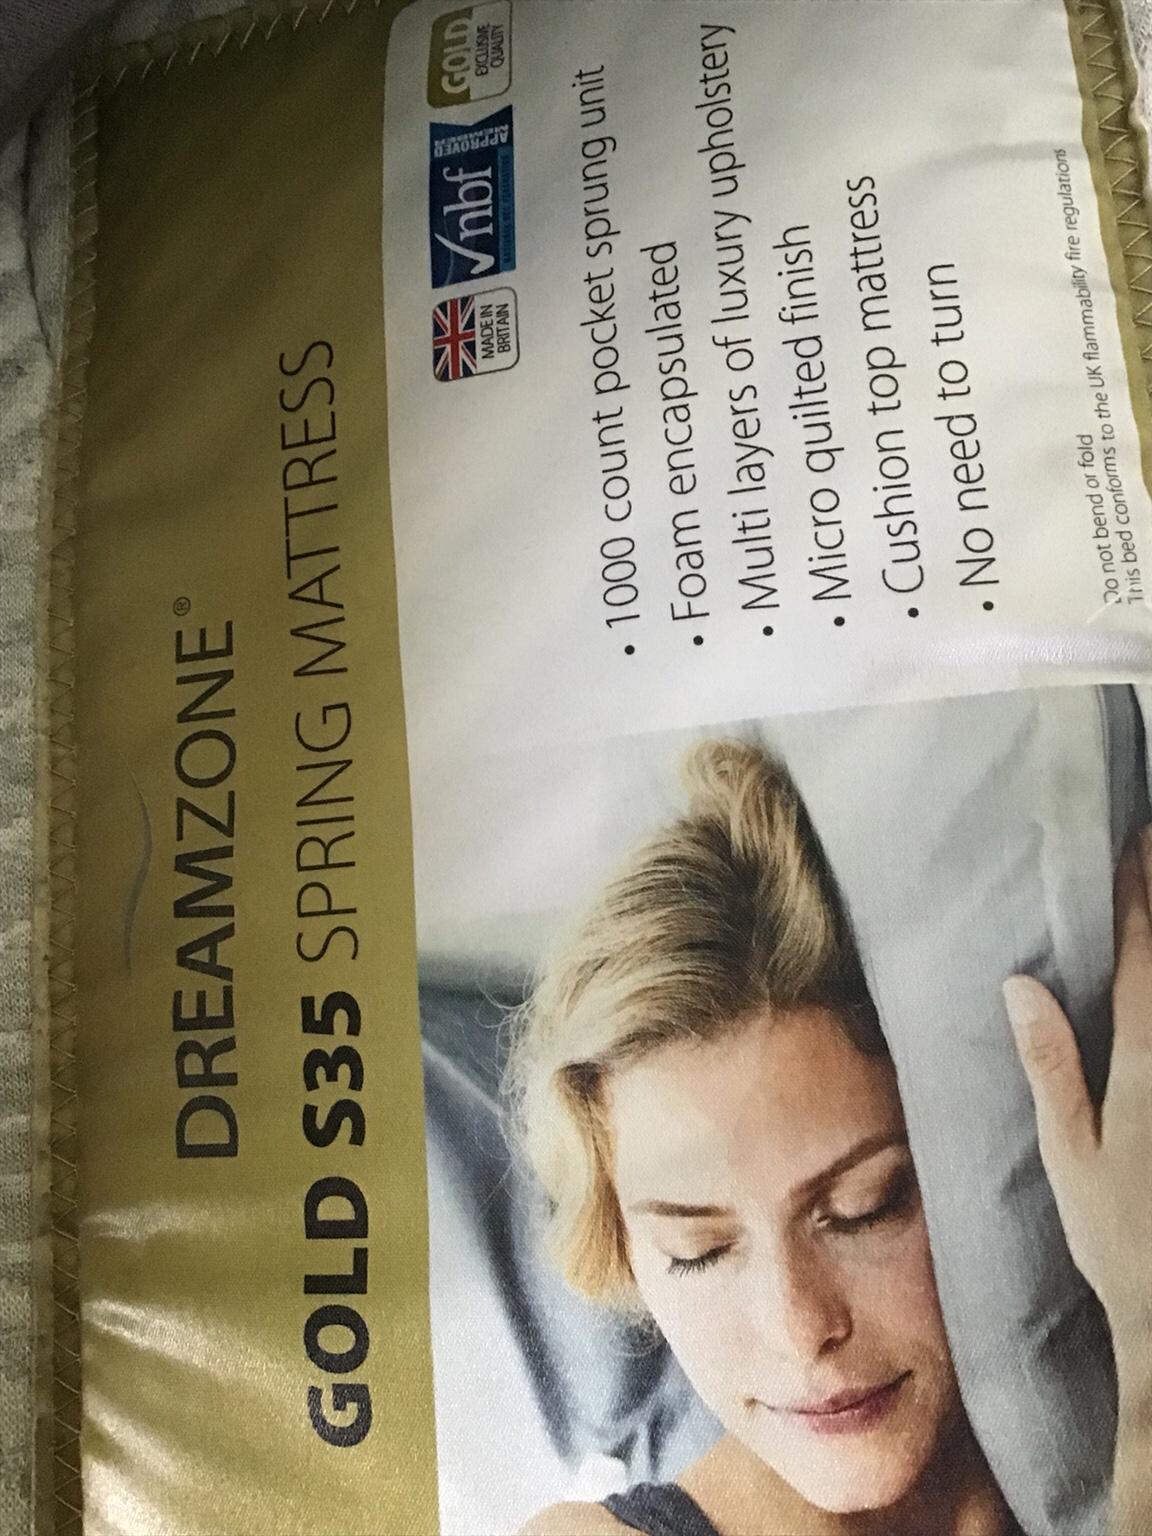 DREAMZONE®
GOLD S35 SPRING MATTRESS
MADE IN
BRITAIN
nbf
APPROVED
MEMBER
GOLD
EXCLUSIVE
QUALITY
• 1000 count pocket sprung unit
• Foam encapsulated
• Multi layers of luxury upholstery
• Micro quilted finish
• Cushion top mattress
• No need to turn
Do not bend or fold
This bed conforms to the UK flammability fire regulations